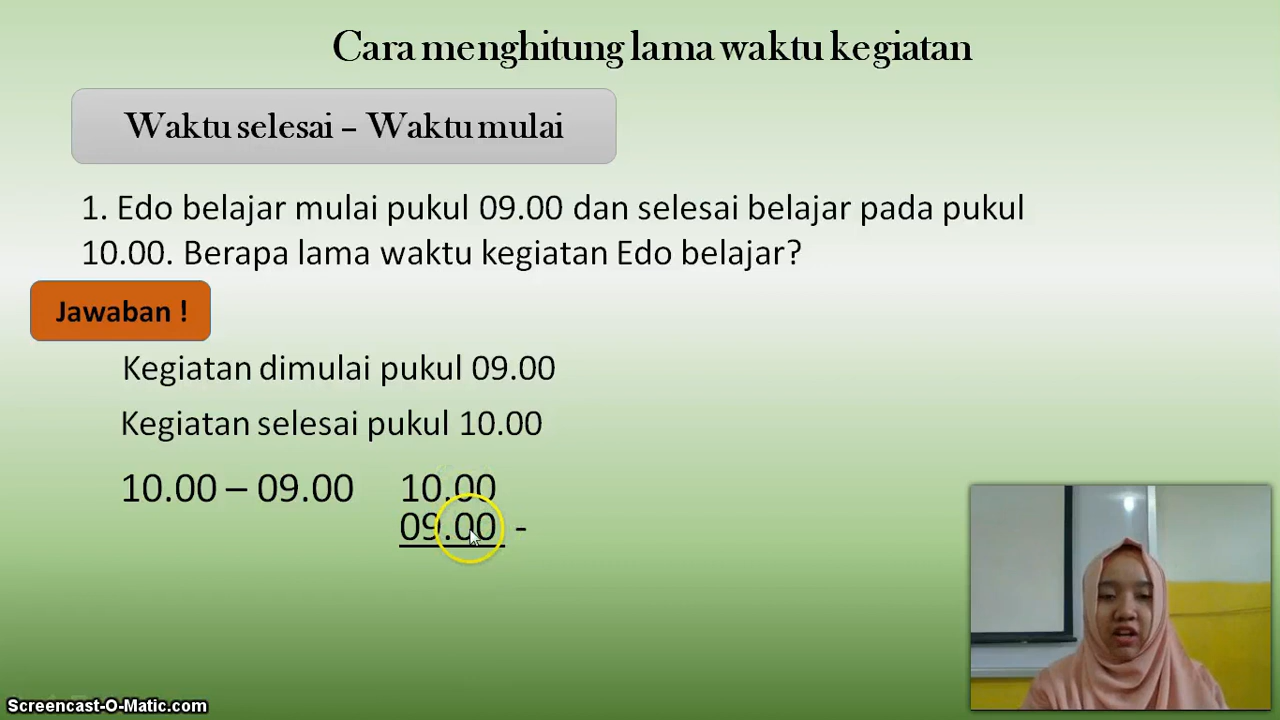 Cara menghitung lama waktu kegiatan
Waktu selesai – Waktu mulai
1. Edo belajar mulai pukul 09.00 dan selesai belajar pada pukul
10.00. Berapa lama waktu kegiatan Edo belajar?
Jawaban !
Kegiatan dimulai pukul 09.00
Kegiatan selesai pukul 10.00
10.00 – 09.00 10.00
09.00 -
Screencast-O-Matic.com